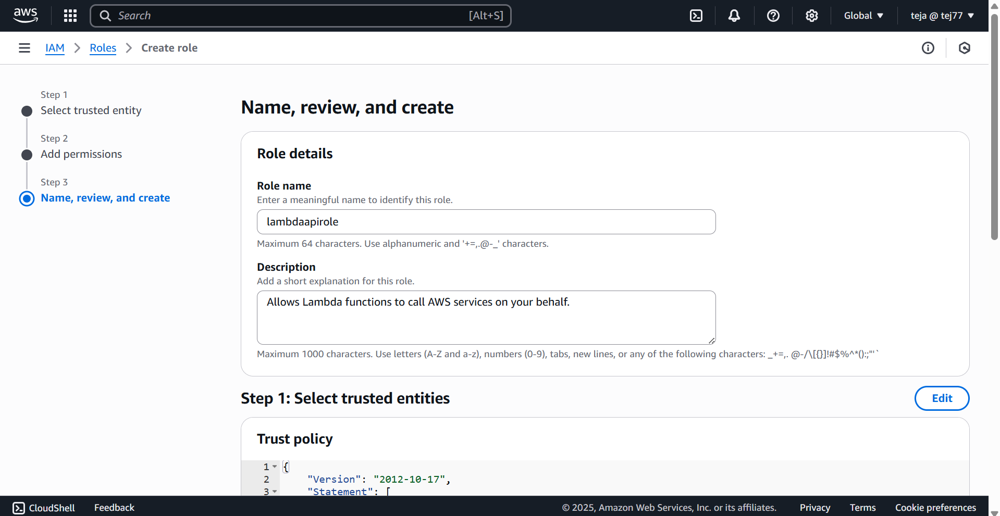 aws
Search [Alt+S]
Global
teja @ tej77
IAM
Roles
Create role
Step 1
Select trusted entity
Step 2
Add permissions
Step 3
Name, review, and create
Name, review, and create
Role details
Role name
Enter a meaningful name to identify this role.
lambdaapirole
Maximum 64 characters. Use alphanumeric and '+=,.@-_' characters.
Description
Add a short explanation for this role.
Allows Lambda functions to call AWS services on your behalf.
Maximum 1000 characters. Use letters (A-Z and a-z), numbers (0-9), tabs, new lines, or any of the following characters: _+=,. @-/\[{}]!#$%^*():;"'`
Step 1: Select trusted entities
Edit
Trust policy
1 {
2 "Version": "2012-10-17",
3 "Statement": [
CloudShell
Feedback
© 2025, Amazon Web Services, Inc. or its affiliates.
Privacy
Terms
Cookie preferences